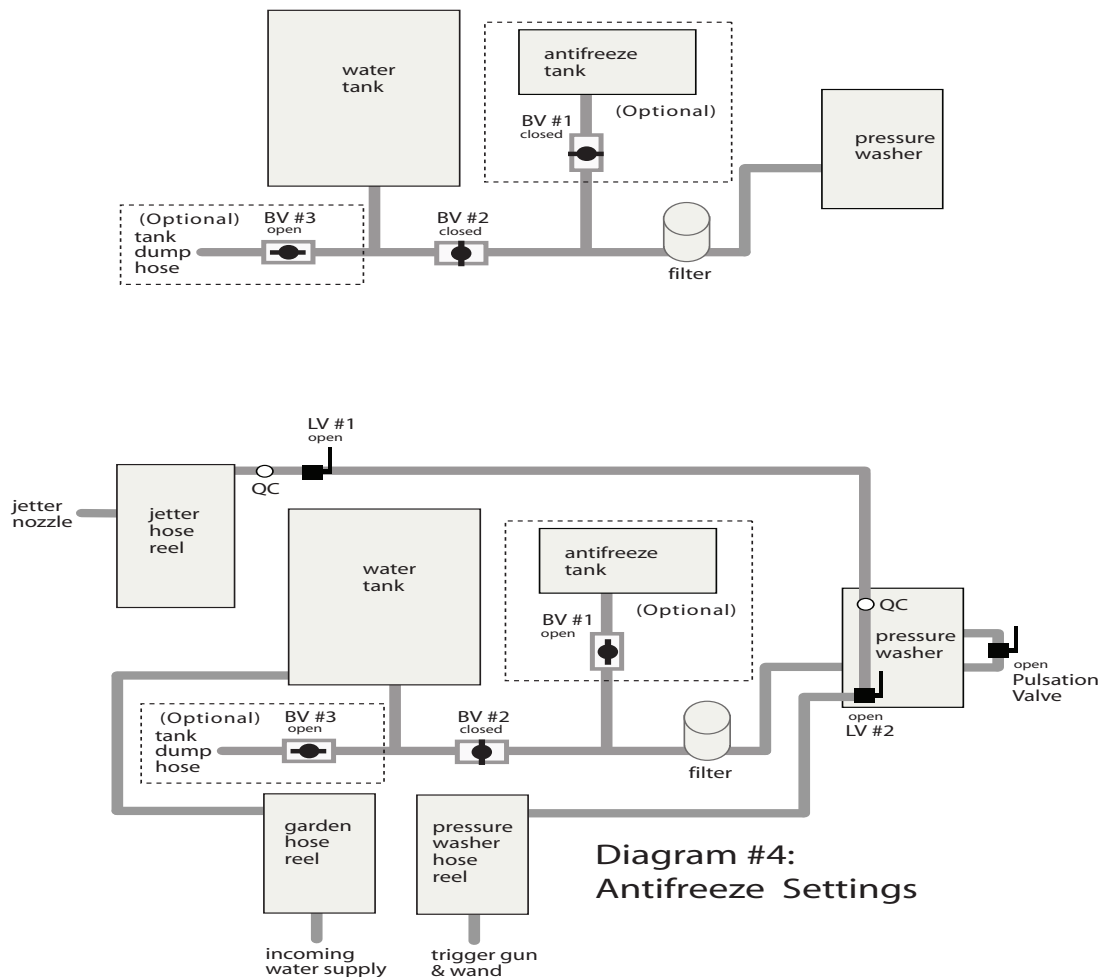 water
tank
antifreeze
tank
(Optional)
BV #1
closed
pressure
washer
(Optional)
tank
dump
hose
BV #3
open
BV #2
closed
filter
LV #1
open
QC
jetter
nozzle
jetter
hose
reel
water
tank
antifreeze
tank
(Optional)
BV #1
open
QC
pressure
washer
open
Pulsation
Valve
open
LV #2
(Optional)
tank
dump
hose
BV #3
open
BV #2
closed
filter
garden
hose
reel
pressure
washer
hose
reel
Diagram #4:
Antifreeze Settings
incoming
water supply
trigger gun
& wand